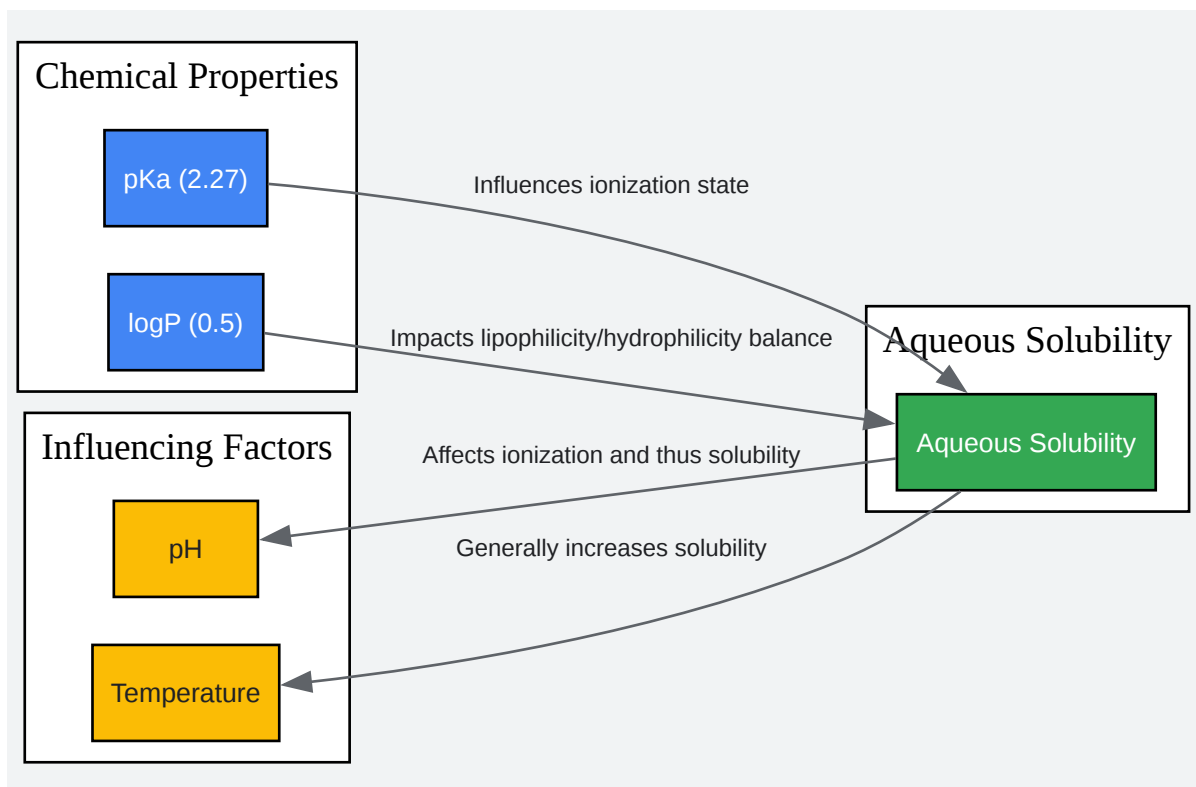 Chemical Properties
pKa (2.27)
Influences ionization state
logP (0.5)
Impacts lipophilicity/hydrophilicity balance
Aqueous Solubility
Aqueous Solubility
Influencing Factors
Affects ionization and thus solubility
pH
Generally increases solubility
Temperature